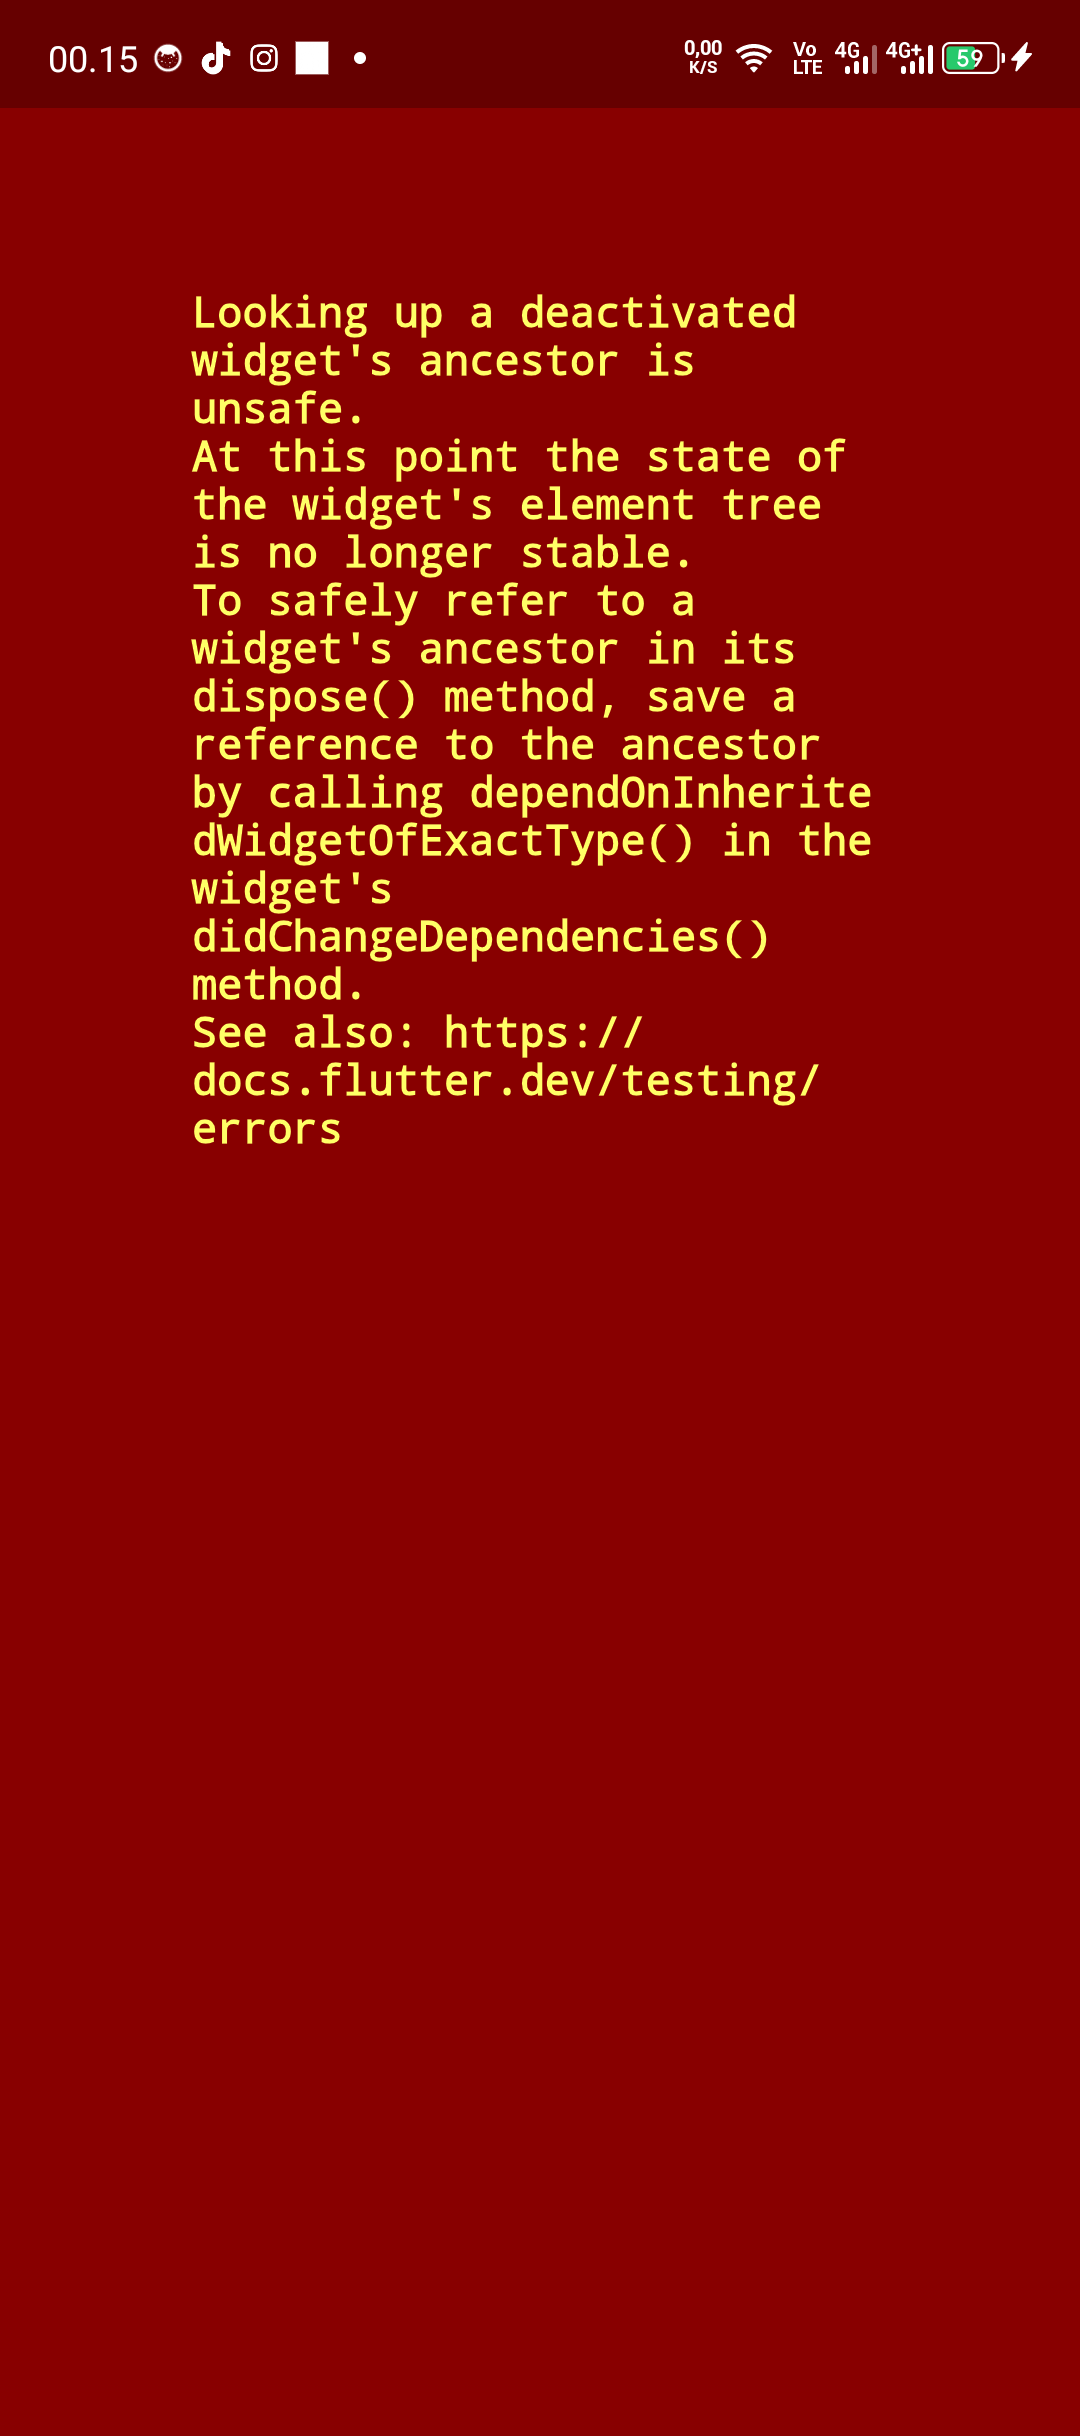 00.15
0,00
K/S
Vo
LTE
4G
4G+
59
Looking up a deactivated
widget's ancestor is
unsafe.
At this point the state of
the widget's element tree
is no longer stable.
To safely refer to a
widget's ancestor in its
dispose() method, save a
reference to the ancestor
by calling dependOnInherite
dWidgetOfExactType() in the
widget's
didChangeDependencies()
method.
See also: https://
docs.flutter.dev/testing/
errors